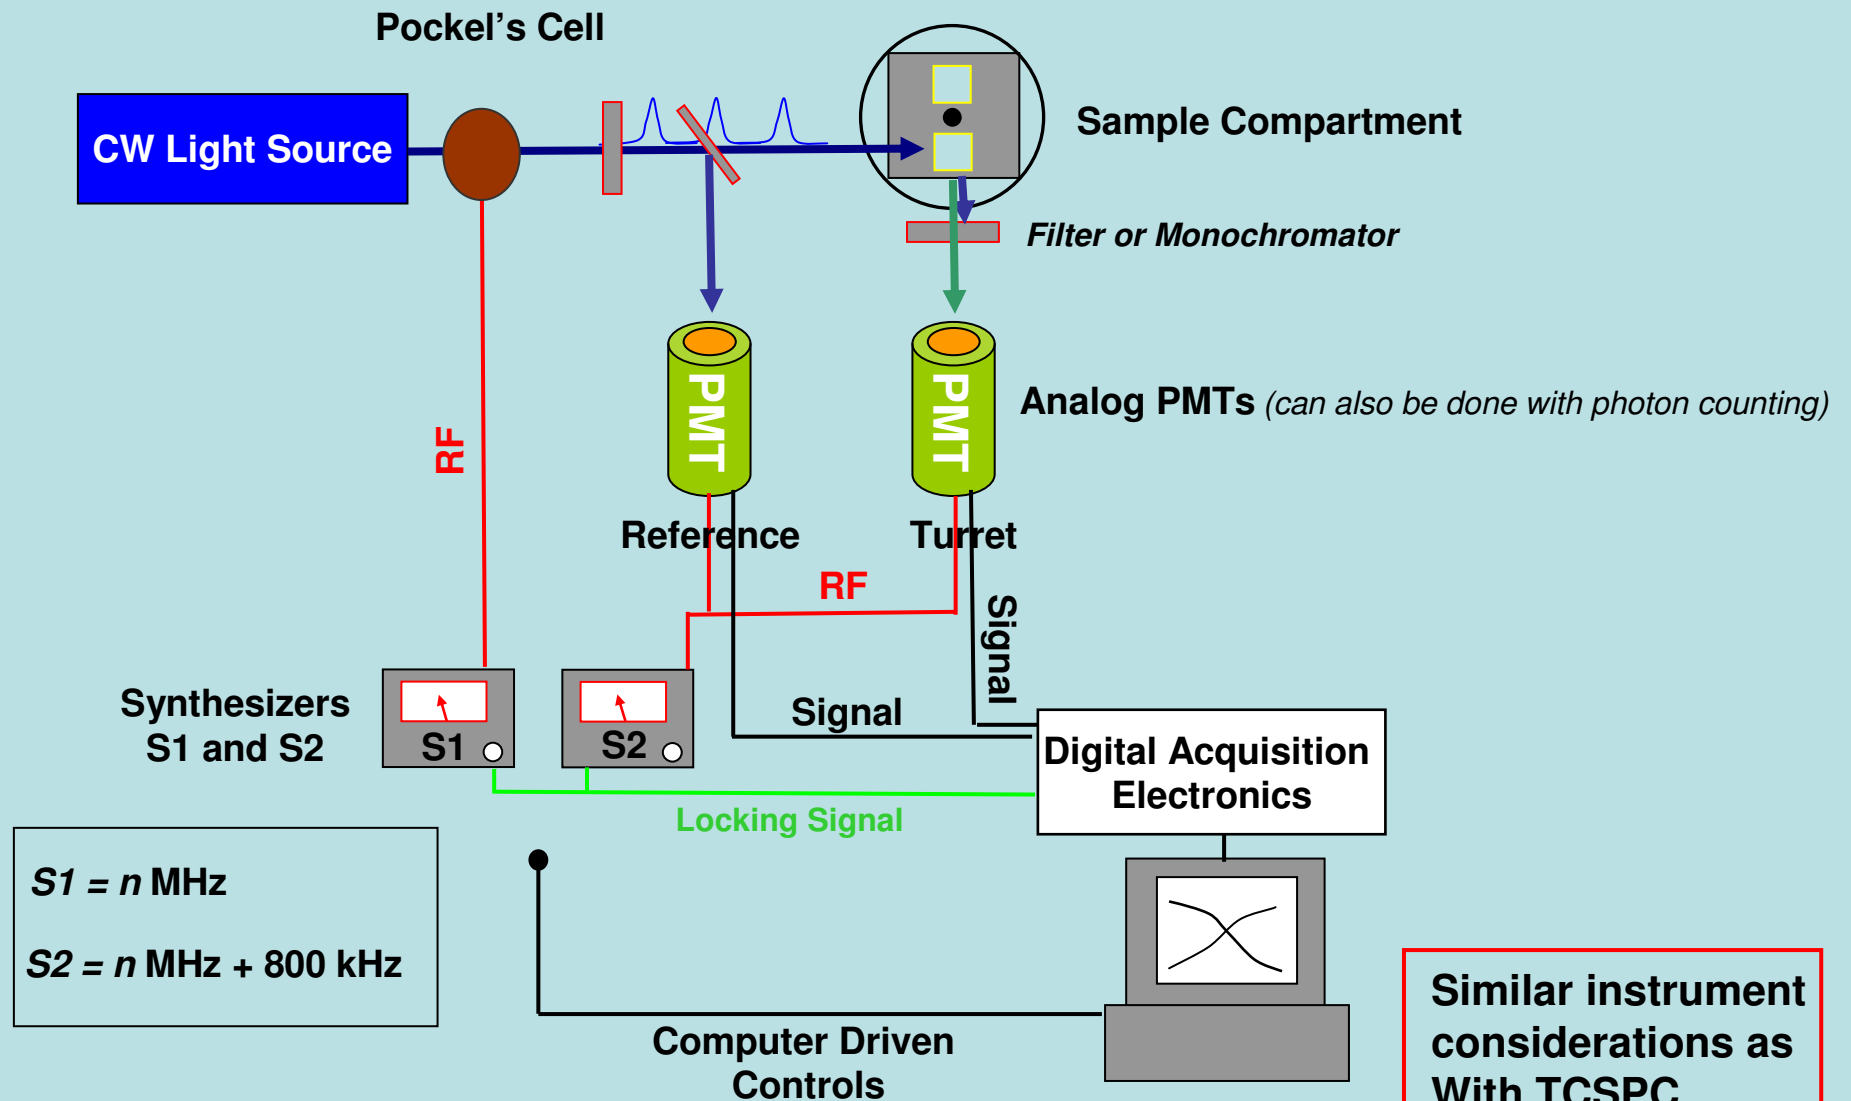 Pockel's Cell
CW Light Source
Sample Compartment
Filter or Monochromator
PMT
PMT
Analog PMTs (can also be done with photon counting)
RF
Reference
Turret
RF
Signal
Signal
Synthesizers
S1 and S2
S1
S2
Digital Acquisition
Electronics
Locking Signal
S1 = n MHz
S2 = n MHz + 800 kHz
Computer Driven
Controls
Similar instrument
considerations as
With TCSPC